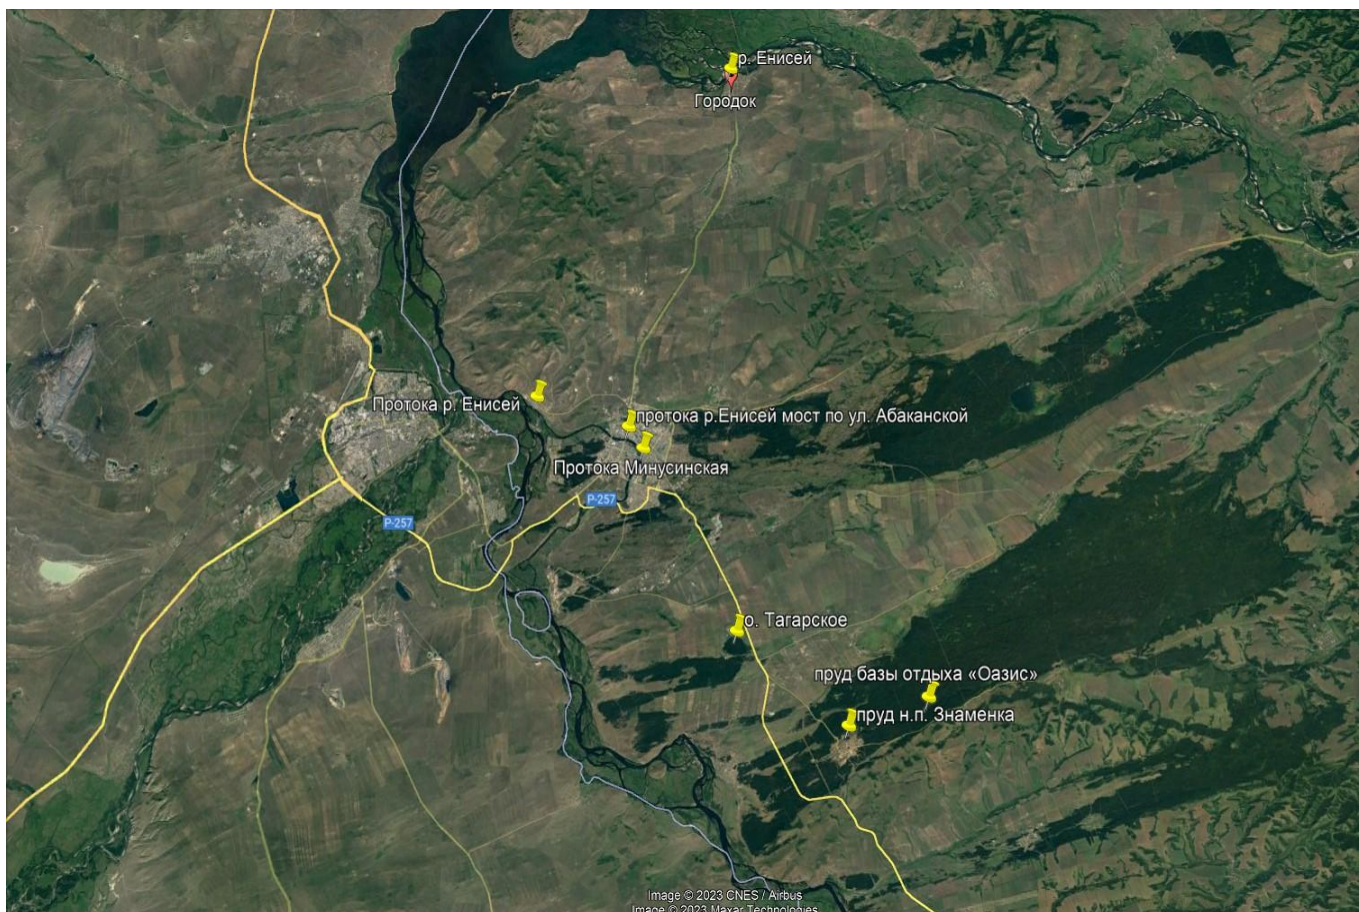 р. Енисей
Городок
Протока р. Енисей
протока р.Енисей мост по ул. Абаканской
Протока Минусинская
Р-257
Р-257
о. Тагарское
пруд базы отдыха «Оазис»
пруд н.п. Знаменка
Image © 2023 CNES / Airbus
Image © 2023 Maxar Technologies